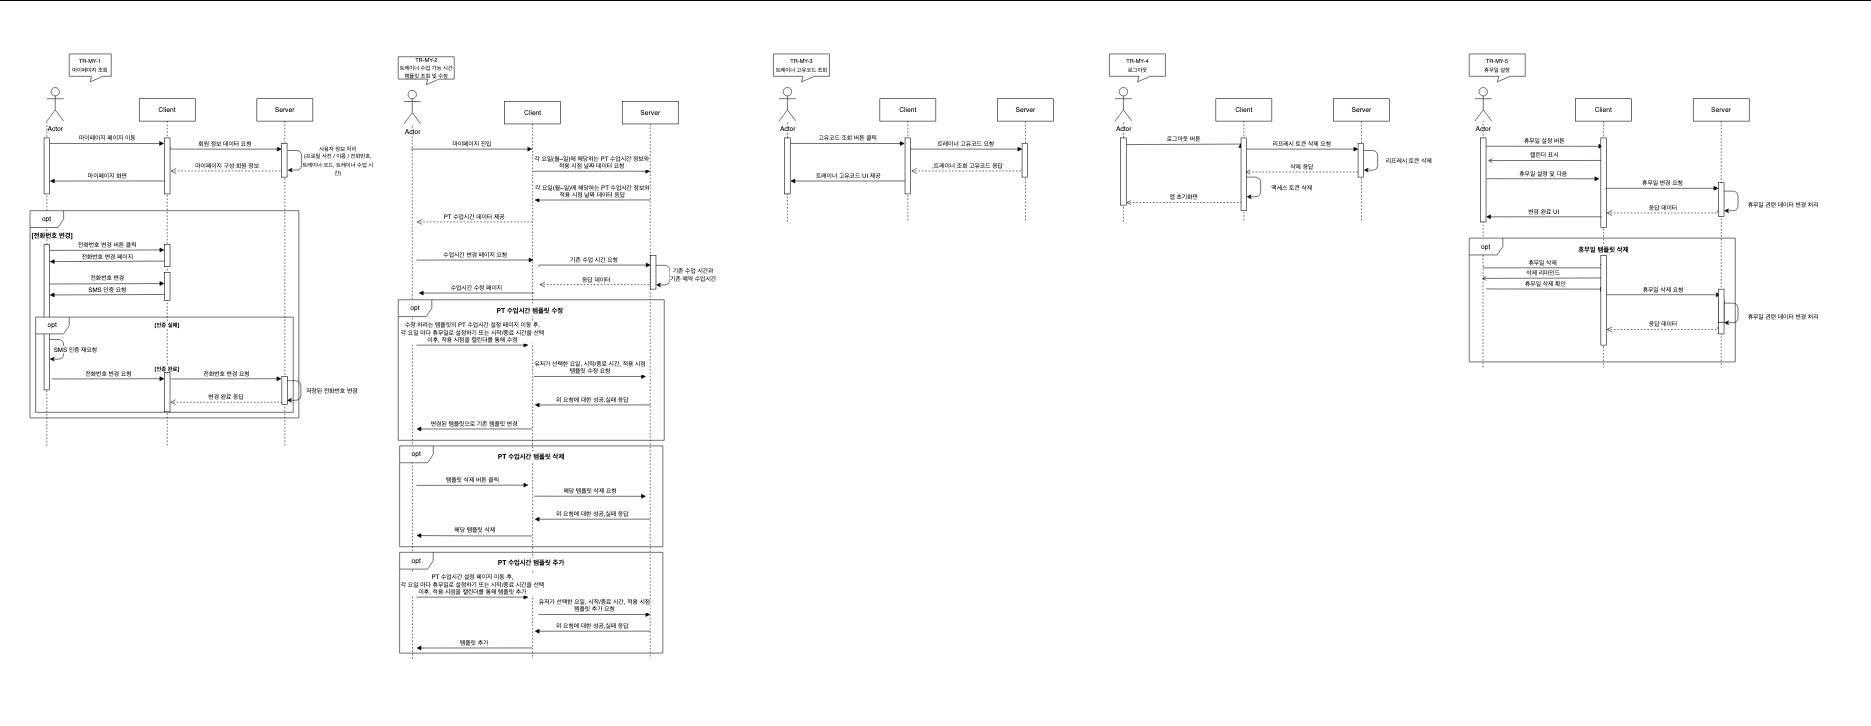 TR-MY-1
마이페이지 조회
Actor
Client
Server
마이페이지 페이지 이동
회원 정보 데이터 요청
사용자 정보 처리
(프로필 사진 / 이름 / 전화번호,
트레이너 코드, 트레이너 수업 시
간)
마이페이지 구성 회원 정보
마이페이지 화면
opt
[전화번호 변경]
전화번호 변경 버튼 클릭
전화번호 변경 페이지
전화번호 변경
SMS 인증 요청
opt
[인증 실패]
SMS 인증 재요청
[인증 완료]
전화번호 변경 요청
전화번호 변경 요청
저장된 전화번호 변경
변경 완료 응답
TR-MY-2
트레이너 수업 가능 시간
템플릿 조회 및 수정
Actor
Client
Server
마이페이지 진입
각 요일(월~일)에 해당하는 PT 수업시간 정보와
적용 시점 날짜 데이터 요청
각 요일(월~일)에 해당하는 PT 수업시간 정보와
적용 시점 날짜 데이터 응답
PT 수업시간 데이터 제공
수업시간 변경 페이지 요청
기존 수업 시간 요청
기존 수업 시간과
기존 예약 수업시간
응답 데이터
수업시간 수정 페이지
opt
PT 수업시간 템플릿 수정
수정 하려는 템플릿의 PT 수업시간 설정 페이지 이동 후,
각 요일 마다 휴무일로 설정하기 또는 시작/종료 시간을 선택
이후, 적용 시점을 캘린더를 통해 수정
유저가 선택한 요일, 시작/종료 시간, 적용 시점
템플릿 수정 요청
위 요청에 대한 성공,실패 응답
변경된 템플릿으로 기존 템플릿 변경
opt
PT 수업시간 템플릿 삭제
템플릿 삭제 버튼 클릭
해당 템플릿 삭제 요청
위 요청에 대한 성공,실패 응답
해당 템플릿 삭제
opt
PT 수업시간 템플릿 추가
PT 수업시간 설정 페이지 이동 후,
각 요일 마다 휴무일로 설정하기 또는 시작/종료 시간을 선택
이후, 적용 시점을 캘린더를 통해 템플릿 추가
유저가 선택한 요일, 시작/종료 시간, 적용 시점
템플릿 추가 요청
위 요청에 대한 성공,실패 응답
템플릿 추가
TR-MY-3
트레이너 고유코드 조회
Actor
Client
Server
고유코드 조회 버튼 클릭
트레이너 고유코드 요청
.트레이너 조회 고유코드 응답
트레이너 고유코드 UI 제공
TR-MY-4
로그아웃
Actor
Client
Server
로그아웃 버튼
리프레시 토큰 삭제 요청
리프레시 토큰 삭제
삭제 응답
액세스 토큰 삭제
앱 초기화면
TR-MY-5
휴무일 설정
Actor
Client
Server
휴무일 설정 버튼
캘린더 표시
휴무일 설정 및 다음
휴무일 변경 요청
휴무일 관련 데이터 변경 처리
응답 데이터
변경 완료 UI
opt
휴무일 템플릿 삭제
휴무일 삭제
삭제 리마인드
휴무일 삭제 확인
휴무일 삭제 요청
휴무일 관련 데이터 변경 처리
응답 데이터